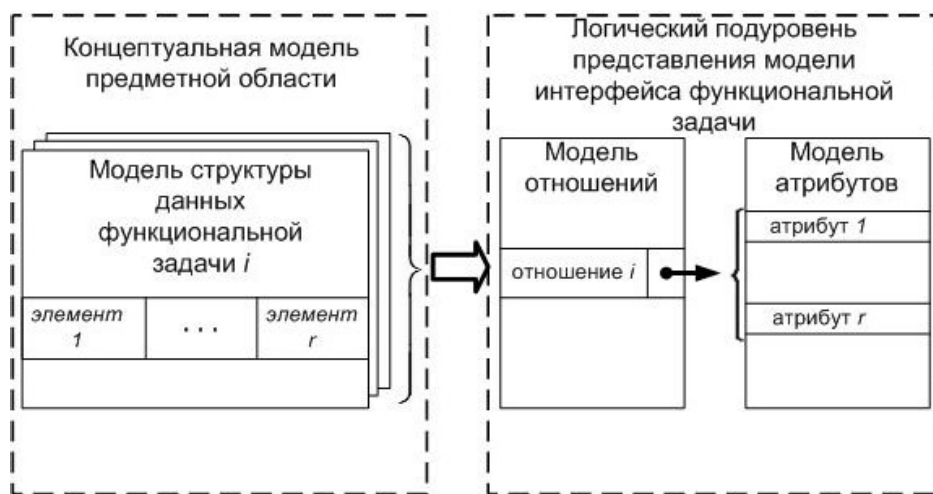 Концептуальная модель
предметной области
Модель структуры
данных
функциональной
задачи i
элемент
1
. . .
элемент
r
Логический подуровень
представления модели
интерфейса функциональной
задачи
Модель
отношений
отношение i
Модель
атрибутов
атрибут 1
атрибут r